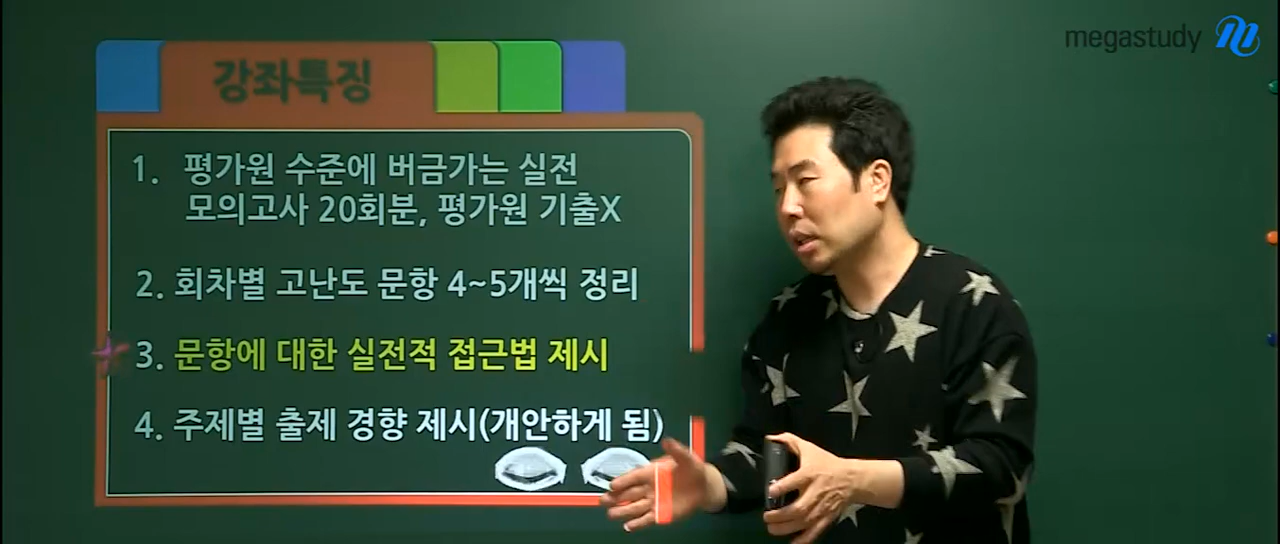 megastudy
강좌특징
1. 평가원 수준에 버금가는 실전
모의고사 20회분, 평가원 기출X
2. 회차별 고난도 문항 4~5개씩 정리
3. 문항에 대한 실전적 접근법 제시
4. 주제별 출제 경향 제시(개안하게 됨)